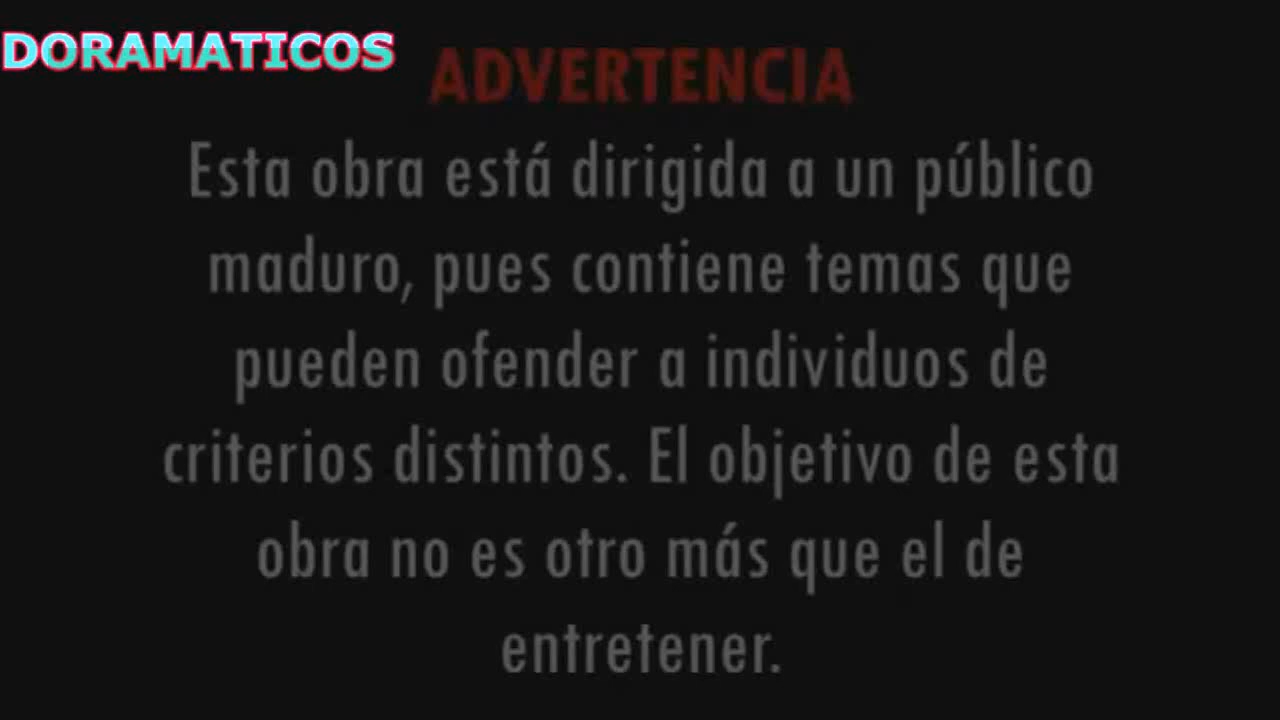 DORAMATICOS
ADVERTENCIA
Esta obra está dirigida a un público
maduro, pues contiene temas que
pueden ofender a individuos de
criterios distintos. El objetivo de esta
obra no es otro más que el de
entretener.